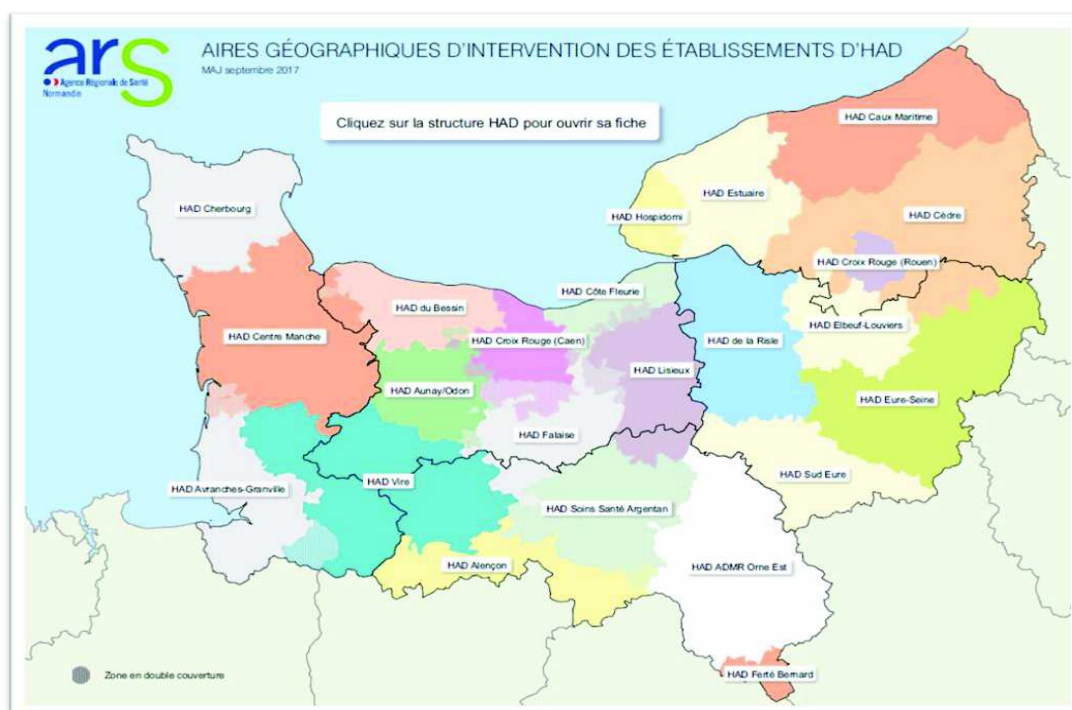 ars
Agence Régionale de Santé
Normandie
AIRES GÉOGRAPHIQUES D'INTERVENTION DES ÉTABLISSEMENTS D'HAD
MAJ septembre 2017
Cliquez sur la structure HAD pour ouvrir sa fiche
HAD Caux Maritime
HAD Estuaire
HAD Cherbourg
HAD Hospidomi
HAD Cèdre
HAD Croix Rouge (Rouen)
HAD Côte Fleurie
HAD du Bessin
HAD Elbeuf-Louviers
HAD Centre Manche
HAD Croix Rouge (Caen)
HAD de la Risle
HAD Lisieux
HAD Aunay/Odon
HAD Eure-Seine
HAD Falaise
HAD Sud Eure
HAD Vire
HAD Avranches-Granville
HAD Soins Santé Argentan
HAD Alençon
HAD ADMR Orne Est
HAD Ferté Bernard
Zone en double couverture